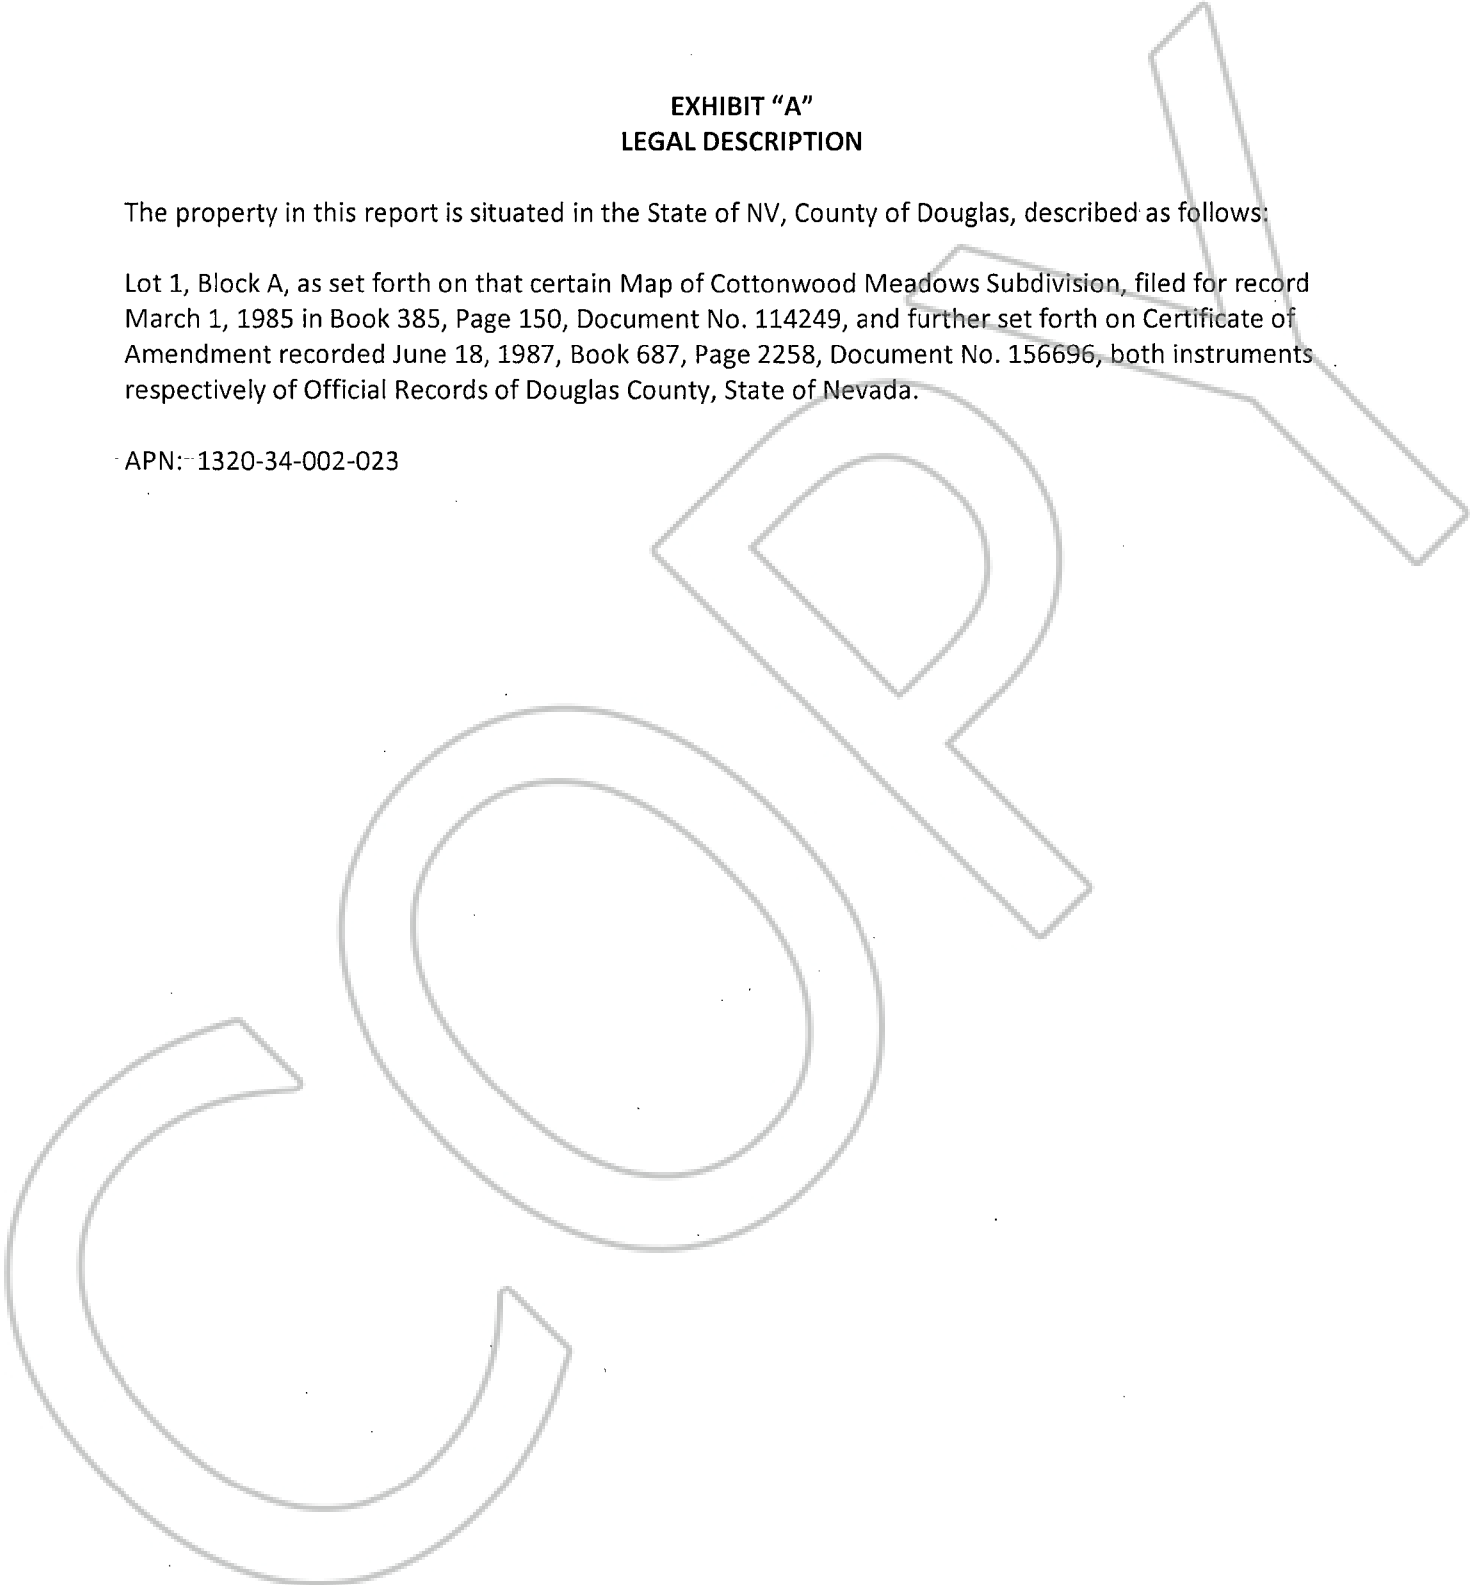 EXHIBIT “A”
LEGAL DESCRIPTION
The property in this report is situated in the State of NV, County of Douglas, described as follows:
Lot 1, Block A, as set forth on that certain Map of Cottonwood Meadows Subdivision, filed for record
March 1, 1985 in Book 385, Page 150, Document No. 114249, and further set forth on Certificate of
Amendment recorded June 18, 1987, Book 687, Page 2258, Document No. 156696, both instruments
respectively of Official Records of Douglas County, State of Nevada.
APN: 1320-34-002-023
COPY